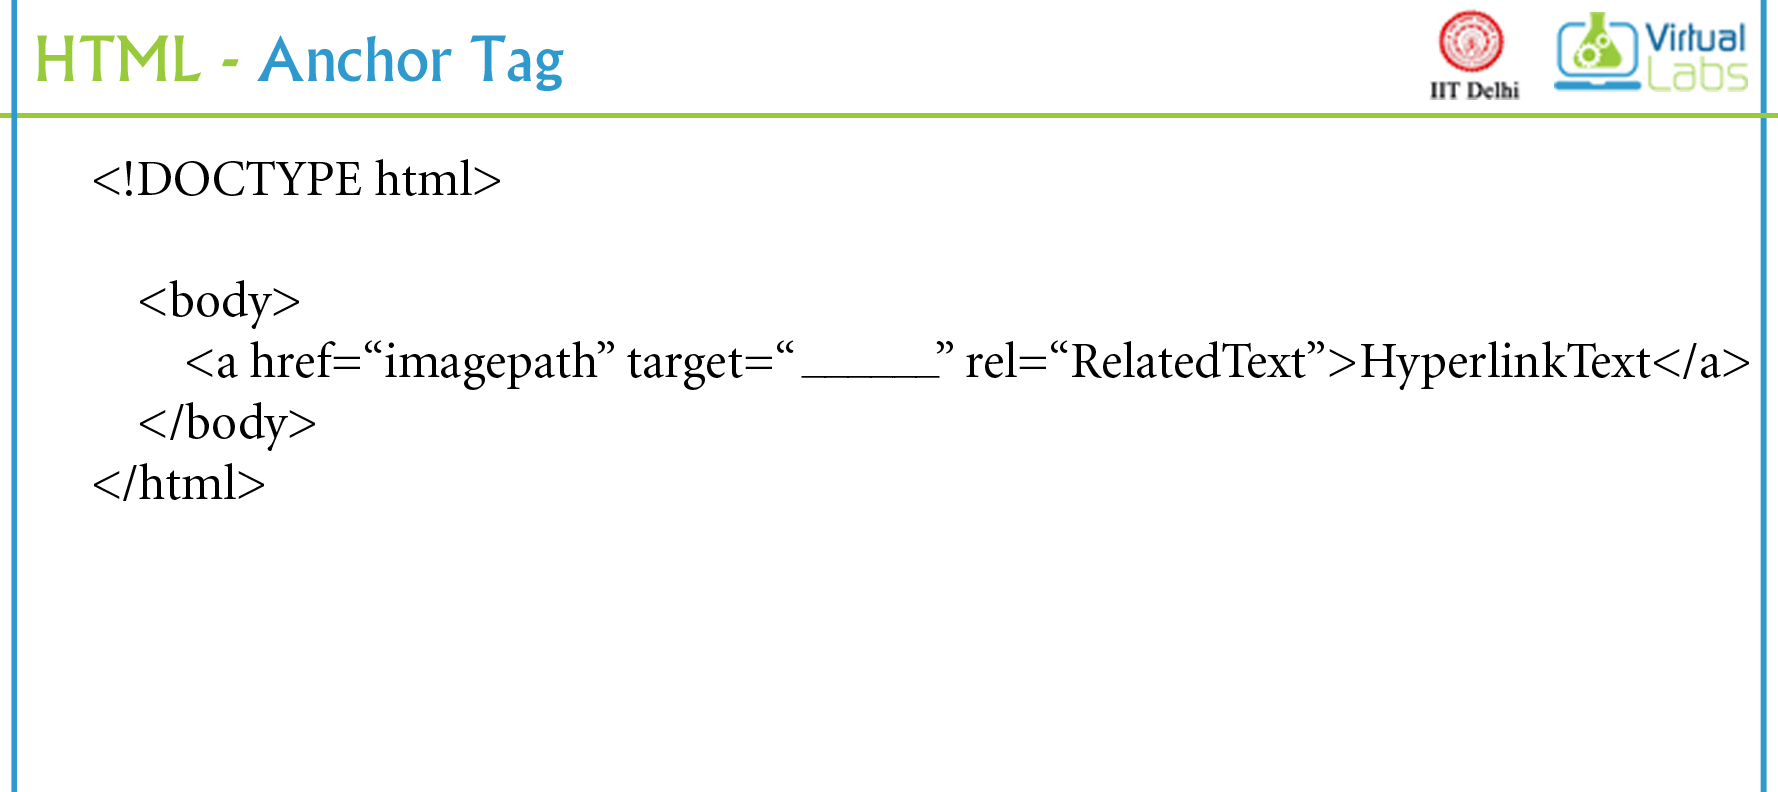 HTML - Anchor Tag
IIT Delhi
Virtual
Labs
<!DOCTYPE html>
<body>
<a href=“imagepath” target=“______” rel=“RelatedText”>HyperlinkText</a>
</body>
</html>